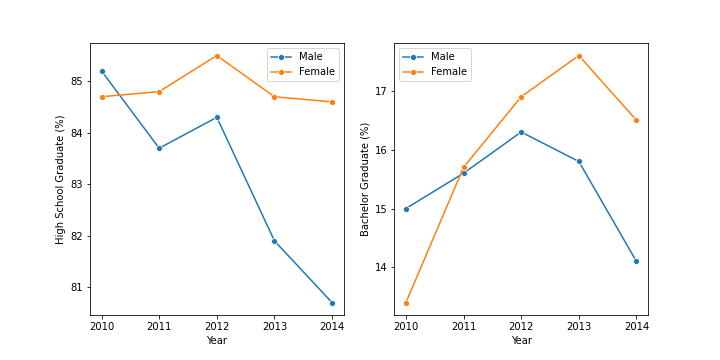 High School Graduate (%)
85
84
83
82
81
2010 2011 2012 2013 2014
Year
Male
Female
Bachelor Graduate (%)
17
16
15
14
2010 2011 2012 2013 2014
Year
Male
Female